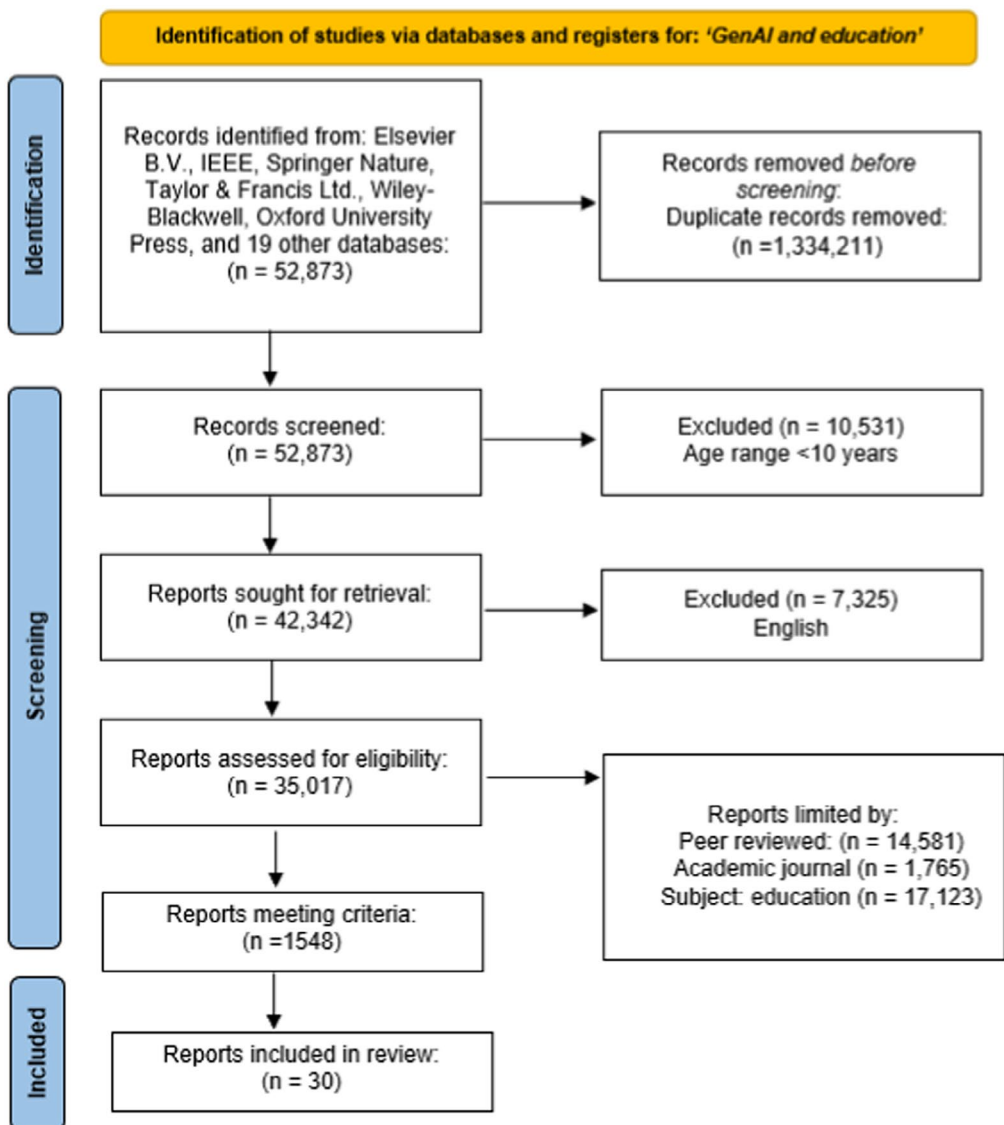 Identification of studies via databases and registers for: ‘GenAI and education’
Identification
Records identified from: Elsevier
B.V., IEEE, Springer Nature,
Taylor & Francis Ltd., Wiley-
Blackwell, Oxford University
Press, and 19 other databases:
(n = 52,873)
Records removed before
screening:
Duplicate records removed:
(n =1,334,211)
Screening
Records screened:
(n = 52,873)
Excluded (n = 10,531)
Age range <10 years
Reports sought for retrieval:
(n = 42,342)
Excluded (n = 7,325)
English
Reports assessed for eligibility:
(n = 35,017)
Reports limited by:
Peer reviewed: (n = 14,581)
Academic journal (n = 1,765)
Subject: education (n = 17,123)
Reports meeting criteria:
(n =1548)
Included
Reports included in review:
(n = 30)